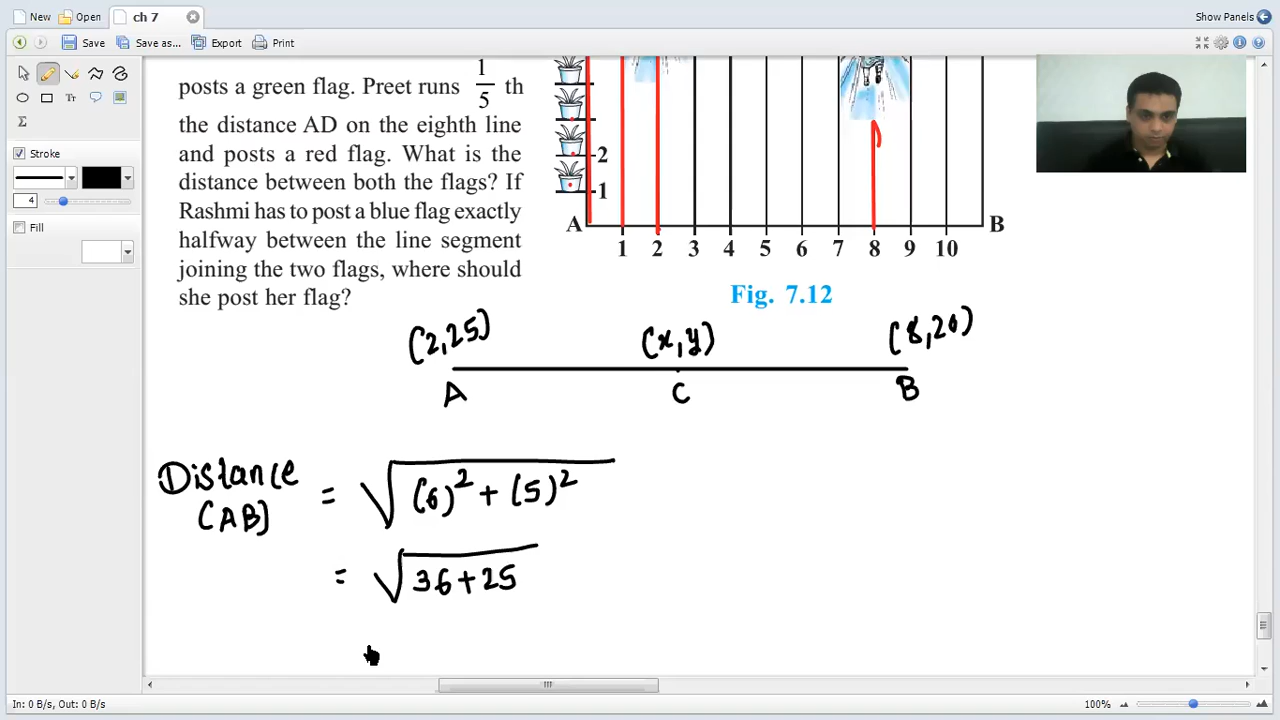 New Open ch 7 Show Panels
Save Save as... Export Print
posts a green flag. Preet runs 1/5 th
the distance AD on the eighth line
and posts a red flag. What is the
distance between both the flags? If
Rashmi has to post a blue flag exactly
halfway between the line segment
joining the two flags, where should
she post her flag?
2
1
A B
1 2 3 4 5 6 7 8 9 10
Fig. 7.12
Tr
Σ
Stroke
4
Fill
(2,25) (x,y) (8,20)
A C B
Distance (AB) = √(6)² + (5)²
= √36+25
In: 0 B/s, Out: 0 B/s 100%